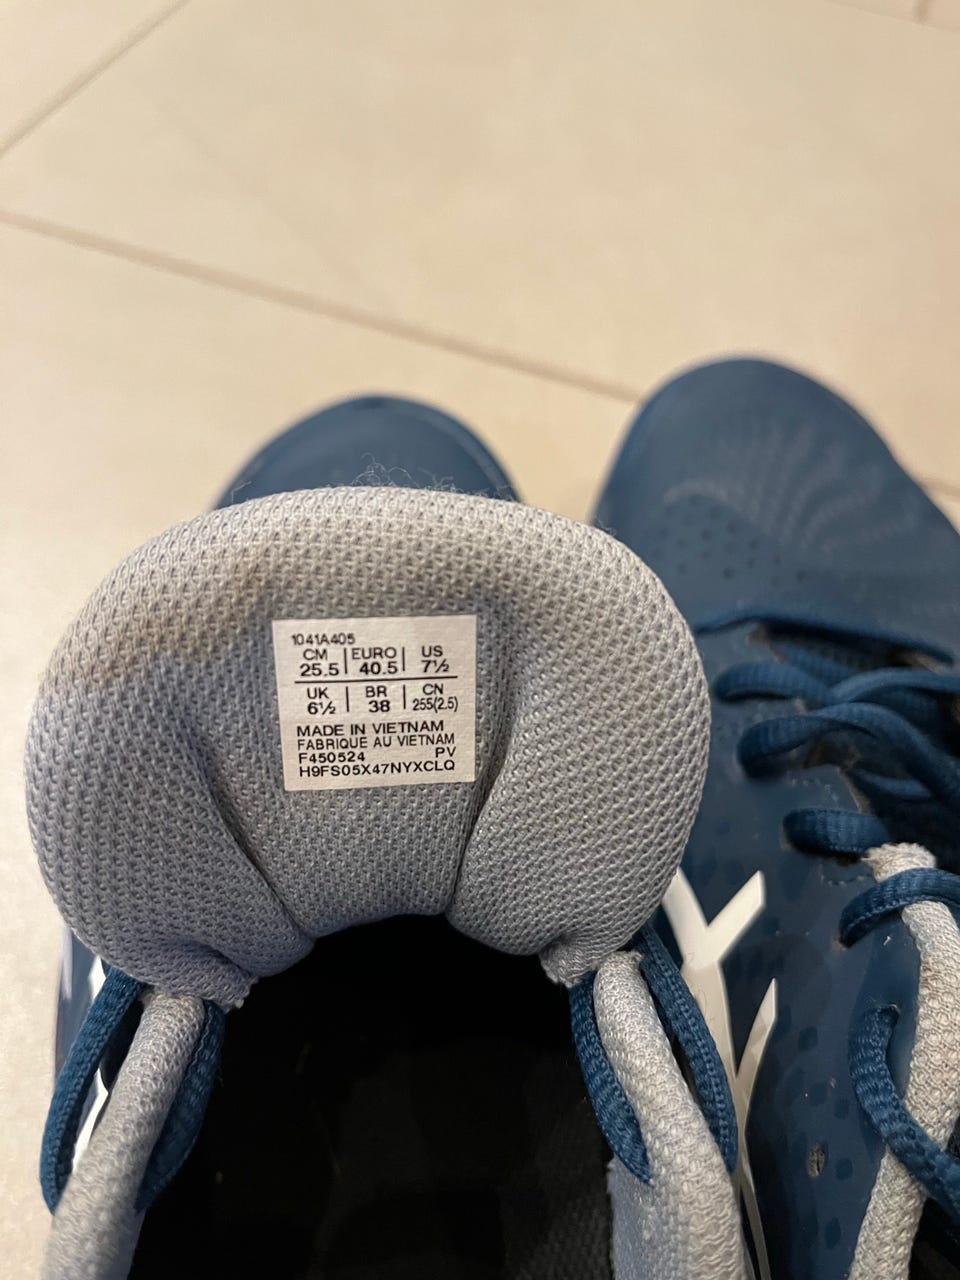 1041A405
CM | EURO | US
25.5 | 40.5 | 7½
UK | BR | CN
6½ | 38 | 255(2.5)
MADE IN VIETNAM
FABRIQUE AU VIETNAM
F450524 PV
H9FS05X47NYXCLQ